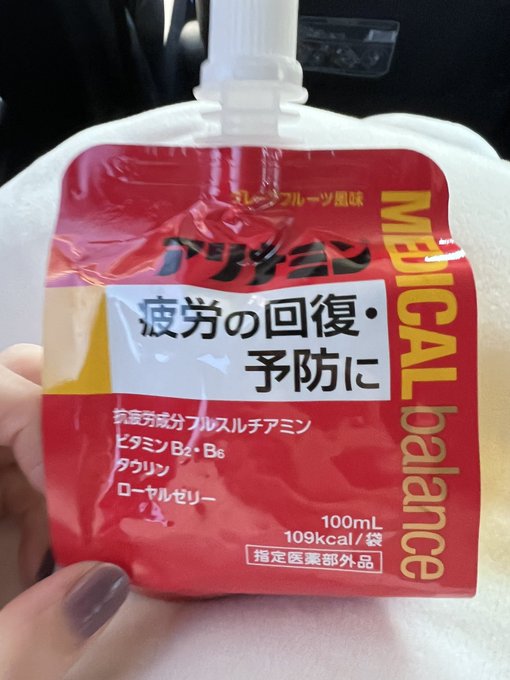 グレープフルーツ風味
アリナミン
MEDICAL balance
疲労の回復・
予防に
抗疲労成分フルスルチアミン
ビタミンB₂・B₆
タウリン
ローヤルゼリー
100mL
109kcal/袋
指定医薬部外品